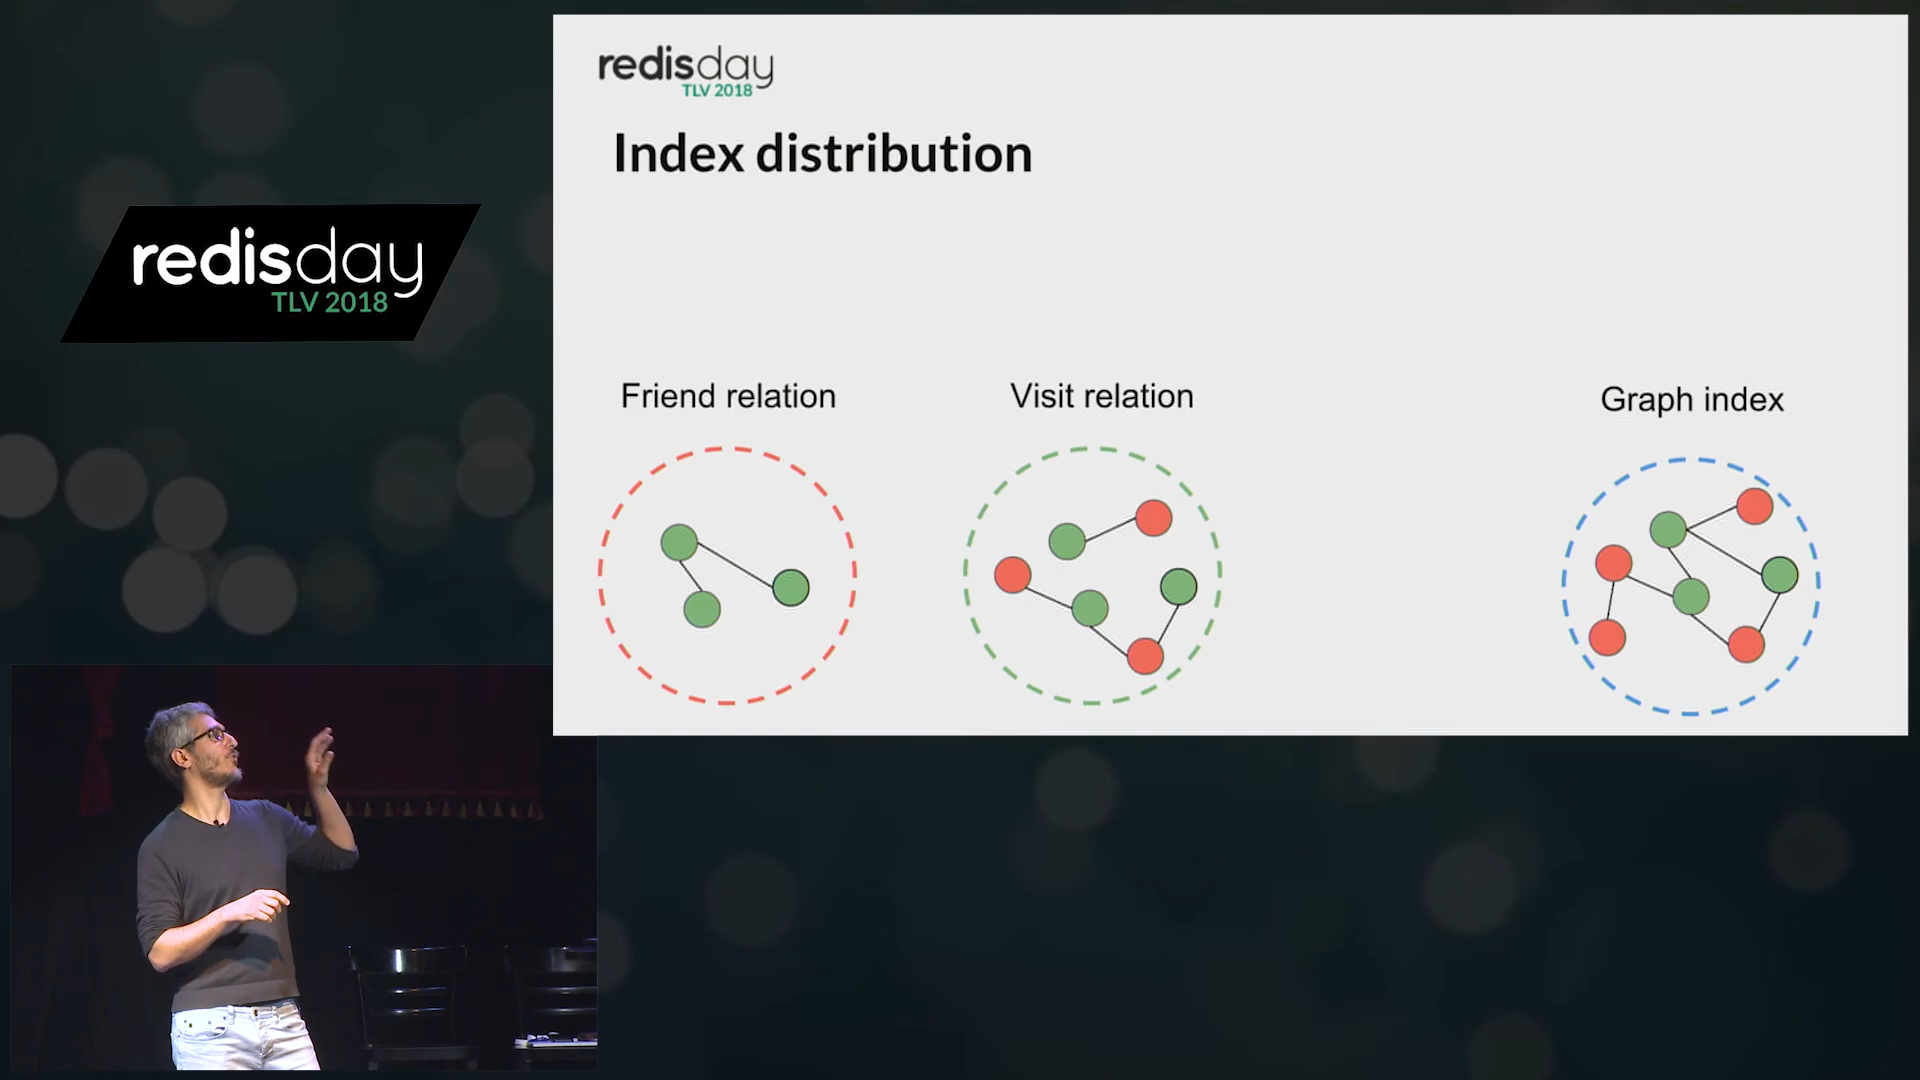 redisday
TLV 2018
redisday
TLV 2018
Index distribution
Friend relation
Visit relation
Graph index